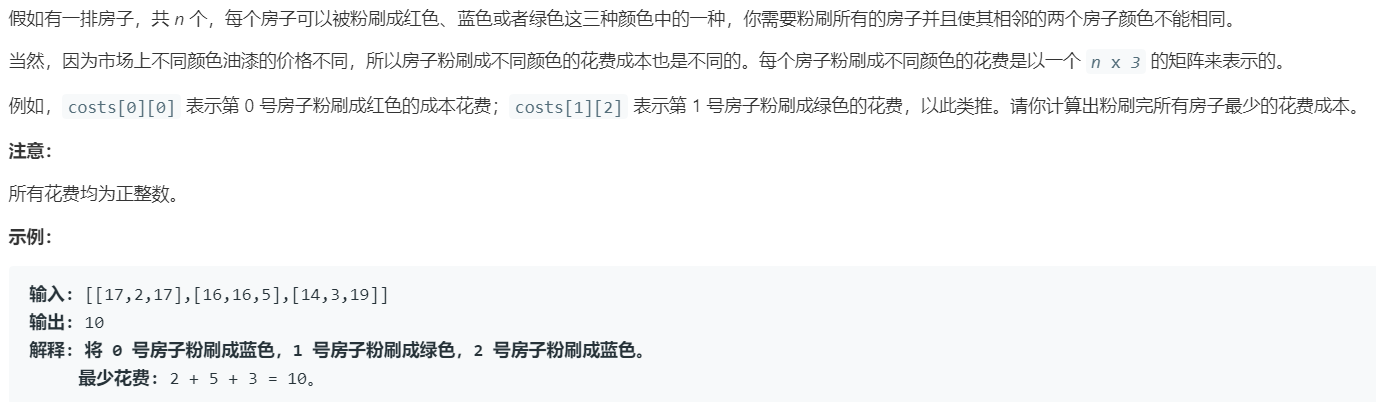 假如有一排房子，共 n 个，每个房子可以被粉刷成红色、蓝色或者绿色这三种颜色中的一种，你需要粉刷所有的房子并且使其相邻的两个房子颜色不能相同。
当然，因为市场上不同颜色油漆的价格不同，所以房子粉刷成不同颜色的花费成本也是不同的。每个房子粉刷成不同颜色的花费是以一个 n x 3 的矩阵来表示的。
例如，costs[0][0] 表示第 0 号房子粉刷成红色的成本花费；costs[1][2] 表示第 1 号房子粉刷成绿色的花费，以此类推。请你计算出粉刷完所有房子最少的花费成本。
注意：
所有花费均为正整数。
示例：
输入: [[17,2,17],[16,16,5],[14,3,19]]
输出: 10
解释: 将 0 号房子粉刷成蓝色，1 号房子粉刷成绿色，2 号房子粉刷成蓝色。
最少花费: 2 + 5 + 3 = 10。